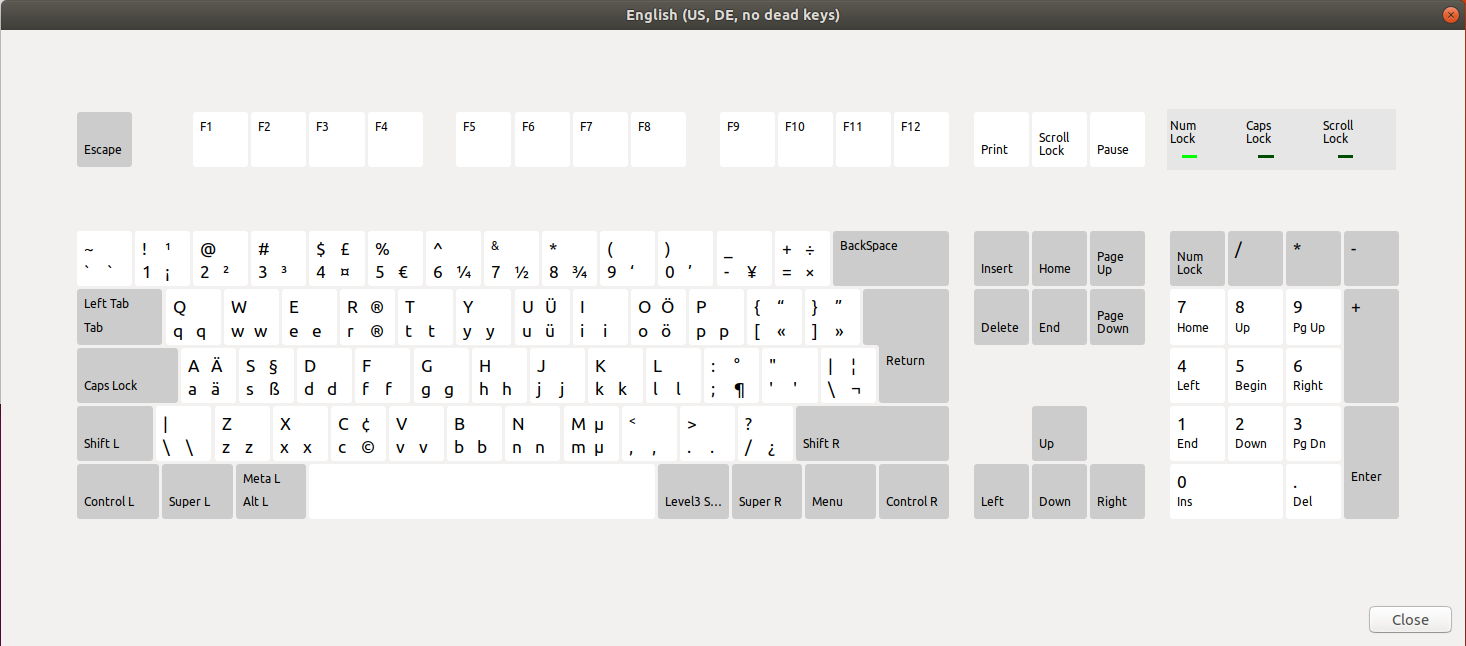 English (US, DE, no dead keys)
Escape F1 F2 F3 F4 F5 F6 F7 F8 F9 F10 F11 F12 Print Scroll Lock Pause Num Lock Caps Lock Scroll Lock
~ ! ¹ @ # $ £ % ^ & * ( ) _ + ÷ BackSpace
` ` 1 ¡ 2 ² 3 ³ 4 ¤ 5 € 6 ¼ 7 ½ 8 ¾ 9 ‘ 0 ’ - ¥ = ×
Insert Home Page Up Num Lock / * -
Left Tab Q W E R ® T Y U Ü I O Ö P { “ } ”
Tab q q w w e e r ® t t y y u ü i i o ö p p [ « ] »
Delete End Page Down 7 Home 8 Up 9 Pg Up +
A Ä S § D F G H J K L : ° " | ¦ Return
Caps Lock a ä s ß d d f f g g h h j j k k l l ; ¶ ' ' \ ¬
4 Left 5 Begin 6 Right
| Z X C ¢ V B N M µ < > ?
Shift L \ \ z z x x c © v v b b n n m µ , , . . / ¿ Shift R
Up 1 End 2 Down 3 Pg Dn Enter
Meta L
Control L Super L Alt L Level3 S... Super R Menu Control R Left Down Right 0 Ins . Del
Close